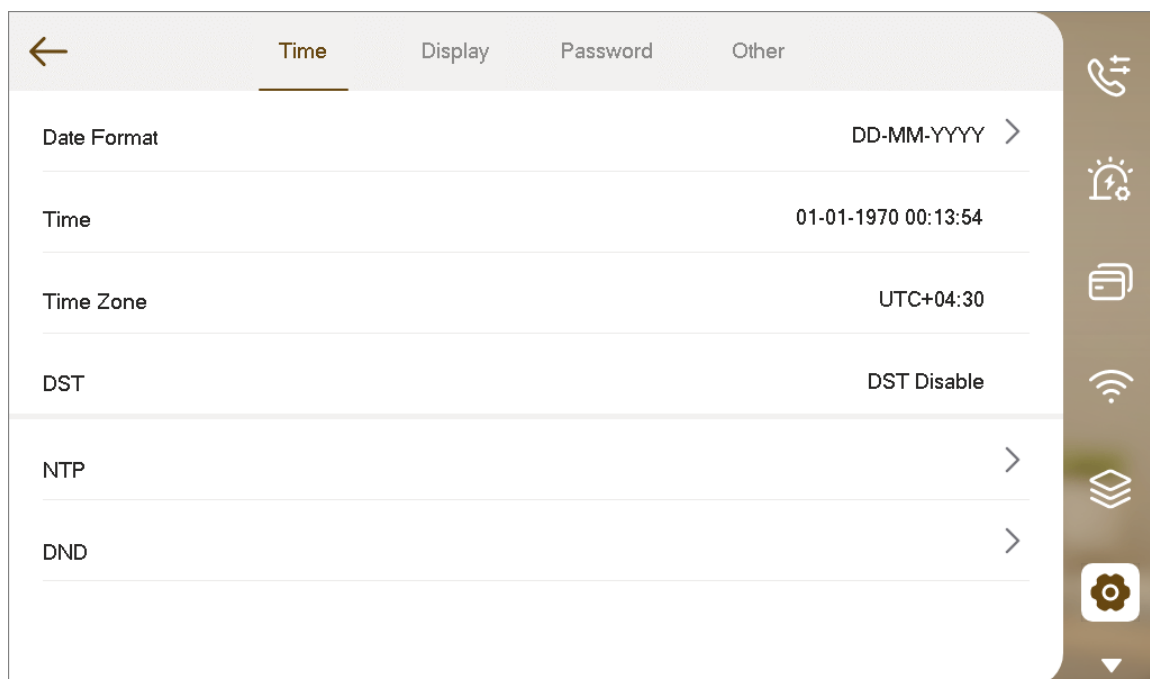 Time Display Password Other
Date Format DD-MM-YYYY
Time 01-01-1970 00:13:54
Time Zone UTC+04:30
DST DST Disable
NTP
DND